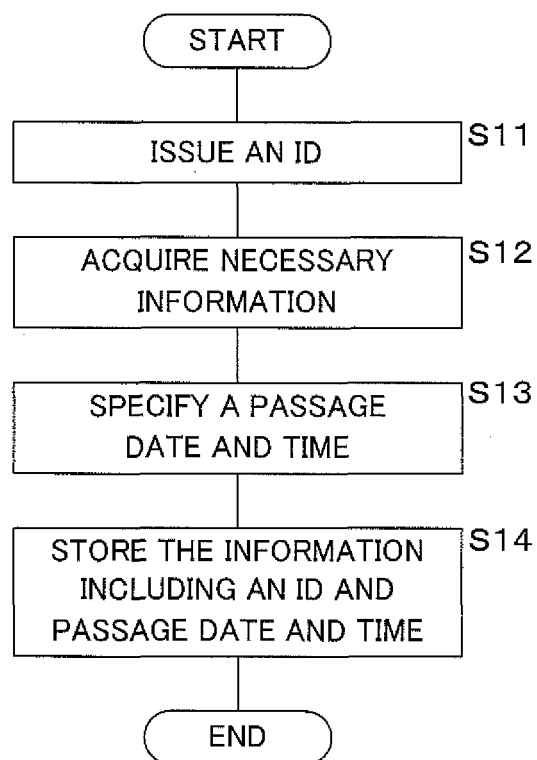 START
ISSUE AN ID
S11
ACQUIRE NECESSARY
INFORMATION
S12
SPECIFY A PASSAGE
DATE AND TIME
S13
STORE THE INFORMATION
INCLUDING AN ID AND
PASSAGE DATE AND TIME
S14
END